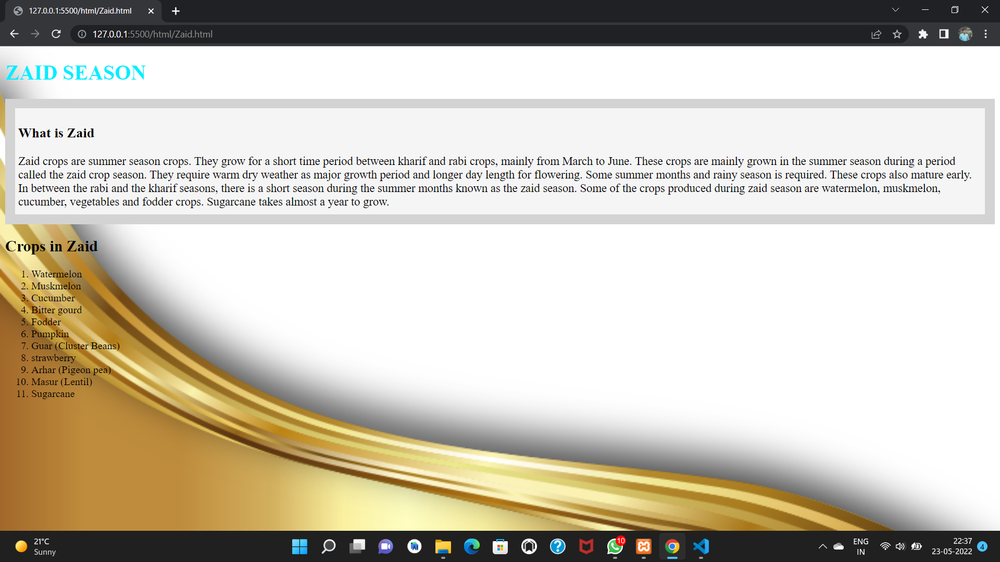 127.0.0.1:5500/html/Zaid.html
127.0.0.1:5500/html/Zaid.html
ZAID SEASON
What is Zaid
Zaid crops are summer season crops. They grow for a short time period between kharif and rabi crops, mainly from March to June. These crops are mainly grown in the summer season during a period
called the zaid crop season. They require warm dry weather as major growth period and longer day length for flowering. Some summer months and rainy season is required. These crops also mature early.
In between the rabi and the kharif seasons, there is a short season during the summer months known as the zaid season. Some of the crops produced during zaid season are watermelon, muskmelon,
cucumber, vegetables and fodder crops. Sugarcane takes almost a year to grow.
Crops in Zaid
1. Watermelon
2. Muskmelon
3. Cucumber
4. Bitter gourd
5. Fodder
6. Pumpkin
7. Guar (Cluster Beans)
8. strawberry
9. Arhar (Pigeon pea)
10. Masur (Lentil)
11. Sugarcane
21°C
Sunny
10
ENG
IN
22:37
23-05-2022
4